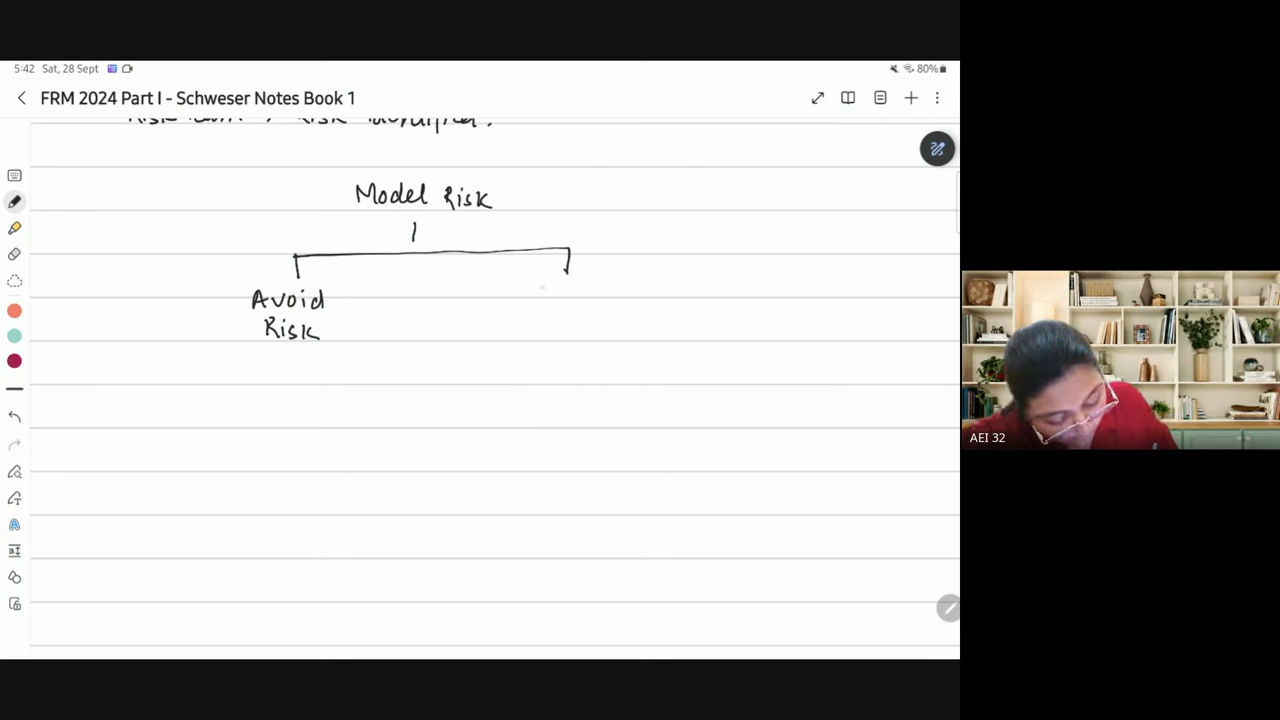 5:42 Sat, 28 Sept
80%
FRM 2024 Part I - Schweser Notes Book 1
Risk
Model Risk
Avoid
Risk
AEI 32